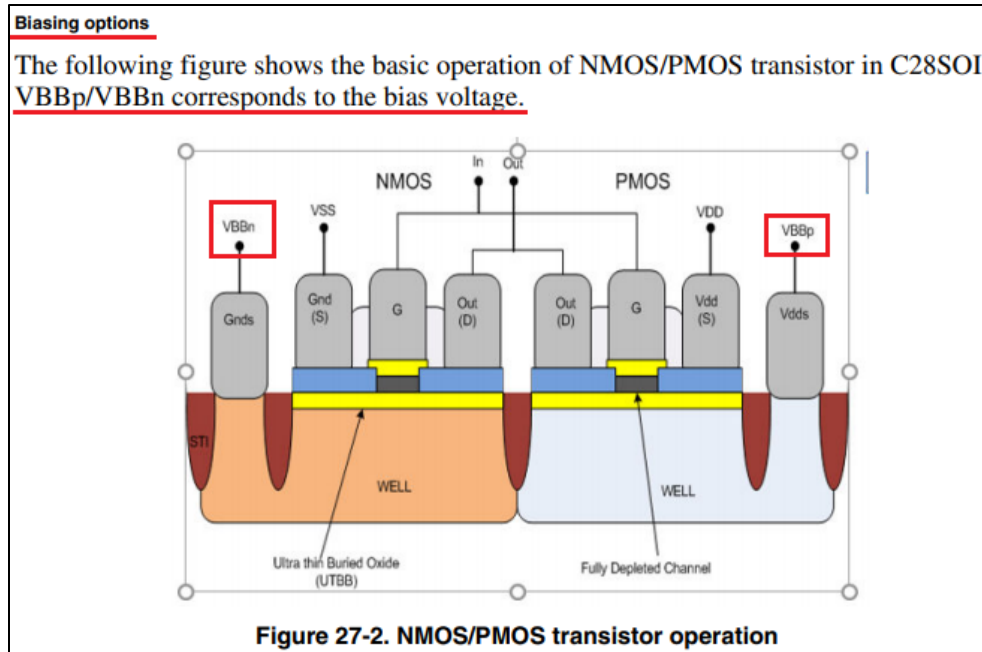 Biasing options
The following figure shows the basic operation of NMOS/PMOS transistor in C28SOI
VBBp/VBBn corresponds to the bias voltage.
In Out
NMOS PMOS
VBBn VSS VDD VBBp
Gnds
Gnd
(S)
G
Out
(D)
Out
(D)
G
Vdd
(S)
Vdds
STI
WELL WELL
Ultra thin Buried Oxide
(UTBB)
Fully Depleted Channel
Figure 27-2. NMOS/PMOS transistor operation